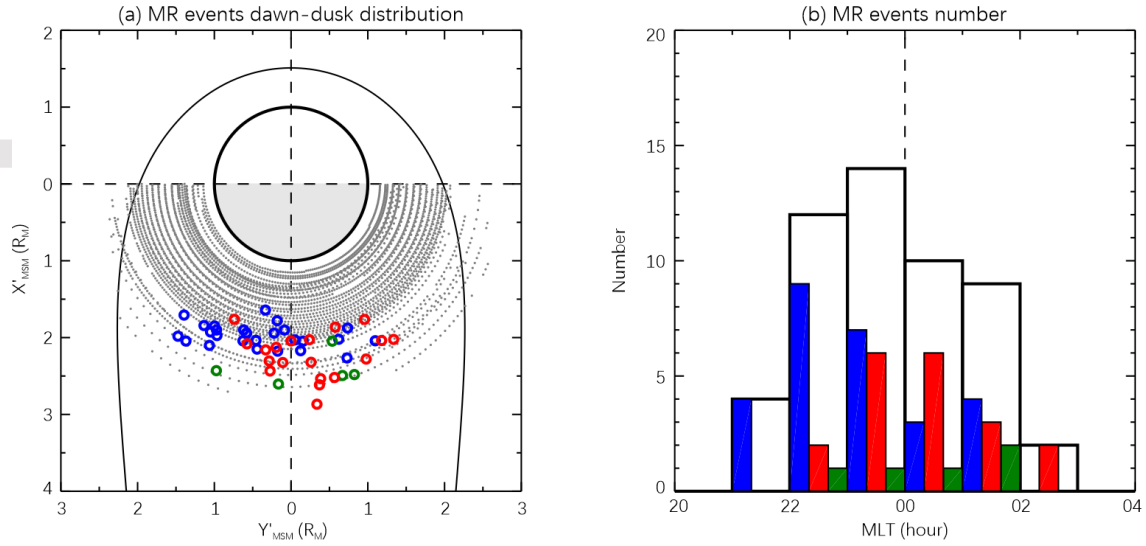 (a) MR events dawn-dusk distribution
2
1
0
1
2
3
4
X'MSM (RM)
3 2 1 0 1 2 3
Y'MSM (RM)
(b) MR events number
20
15
10
5
0
Number
20 22 00 02 04
MLT (hour)